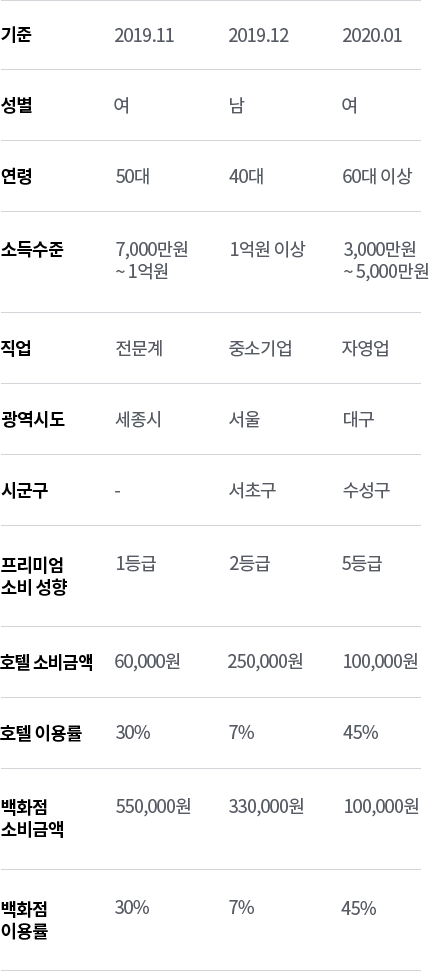 기준 2019.11 2019.12 2020.01
성별 여 남 여
연령 50대 40대 60대 이상
소득수준 7,000만원 1억원 이상 3,000만원
~ 1억원 ~ 5,000만원
직업 전문계 중소기업 자영업
광역시도 세종시 서울 대구
시군구 - 서초구 수성구
프리미엄 1등급 2등급 5등급
소비 성향
호텔 소비금액 60,000원 250,000원 100,000원
호텔 이용률 30% 7% 45%
백화점 550,000원 330,000원 100,000원
소비금액
백화점 30% 7% 45%
이용률